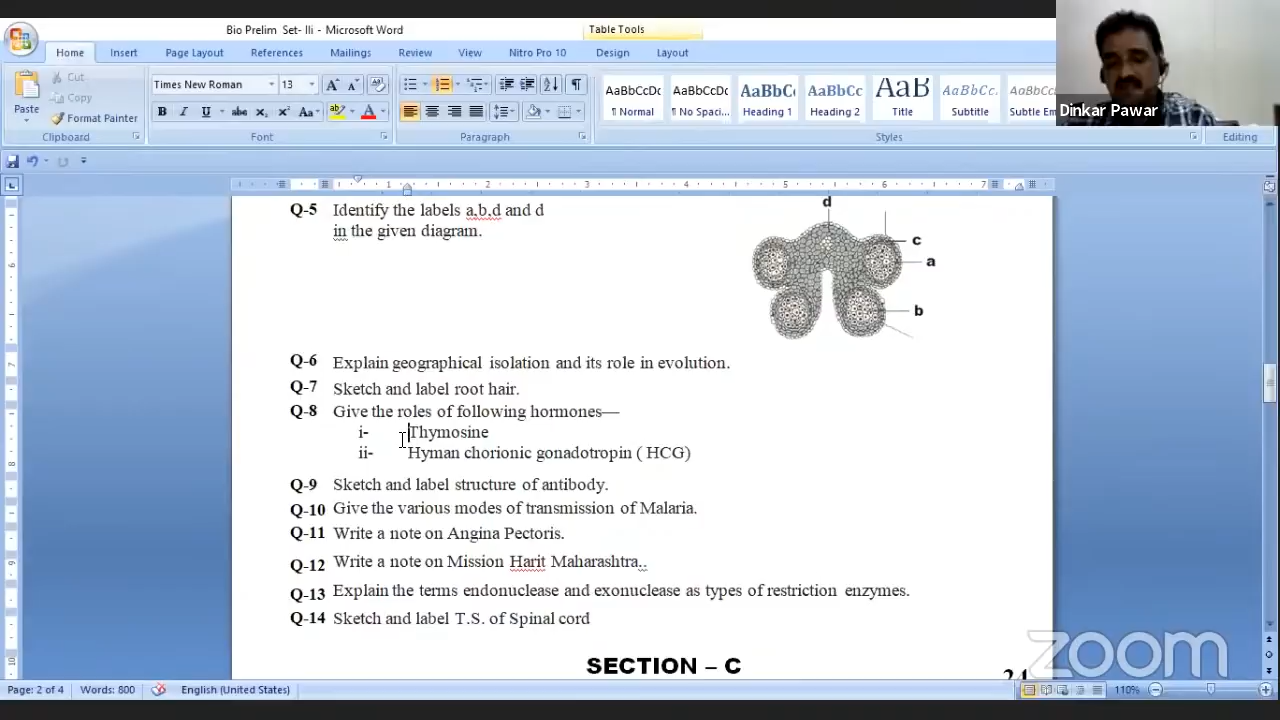 Bio Prelim Set- Ili - Microsoft Word
Table Tools
Home Insert Page Layout References Mailings Review View Nitro Pro 10 Design Layout
Cut
Copy
Format Painter
Paste
Times New Roman 13
AaBbCcDc AaBbCcDc AaBbCc AaBbCc AaB AaBbCc. AaBbCc.
¶ Normal ¶ No Spaci... Heading 1 Heading 2 Title Subtitle Subtle Em
Clipboard Font Paragraph Styles Editing
Dinkar Pawar
Q-5 Identify the labels a,b,d and d
in the given diagram.
d
c
a
b
Q-6 Explain geographical isolation and its role in evolution.
Q-7 Sketch and label root hair.
Q-8 Give the roles of following hormones—
i- Thymosine
ii- Hyman chorionic gonadotropin ( HCG)
Q-9 Sketch and label structure of antibody.
Q-10 Give the various modes of transmission of Malaria.
Q-11 Write a note on Angina Pectoris.
Q-12 Write a note on Mission Harit Maharashtra..
Q-13 Explain the terms endonuclease and exonuclease as types of restriction enzymes.
Q-14 Sketch and label T.S. of Spinal cord
SECTION – C
24
zoom
Page: 2 of 4 Words: 800 English (United States) 110%